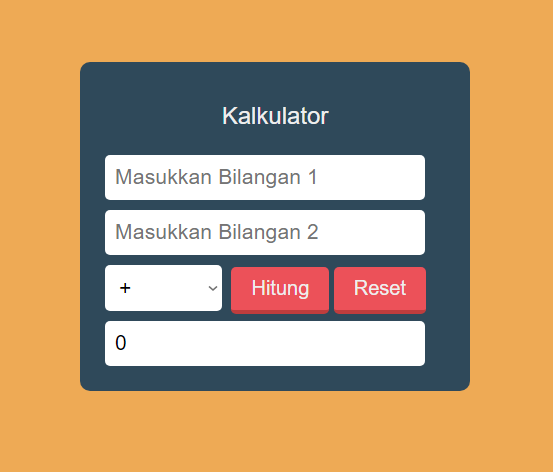 Kalkulator
Masukkan Bilangan 1
Masukkan Bilangan 2
+ Hitung Reset
0